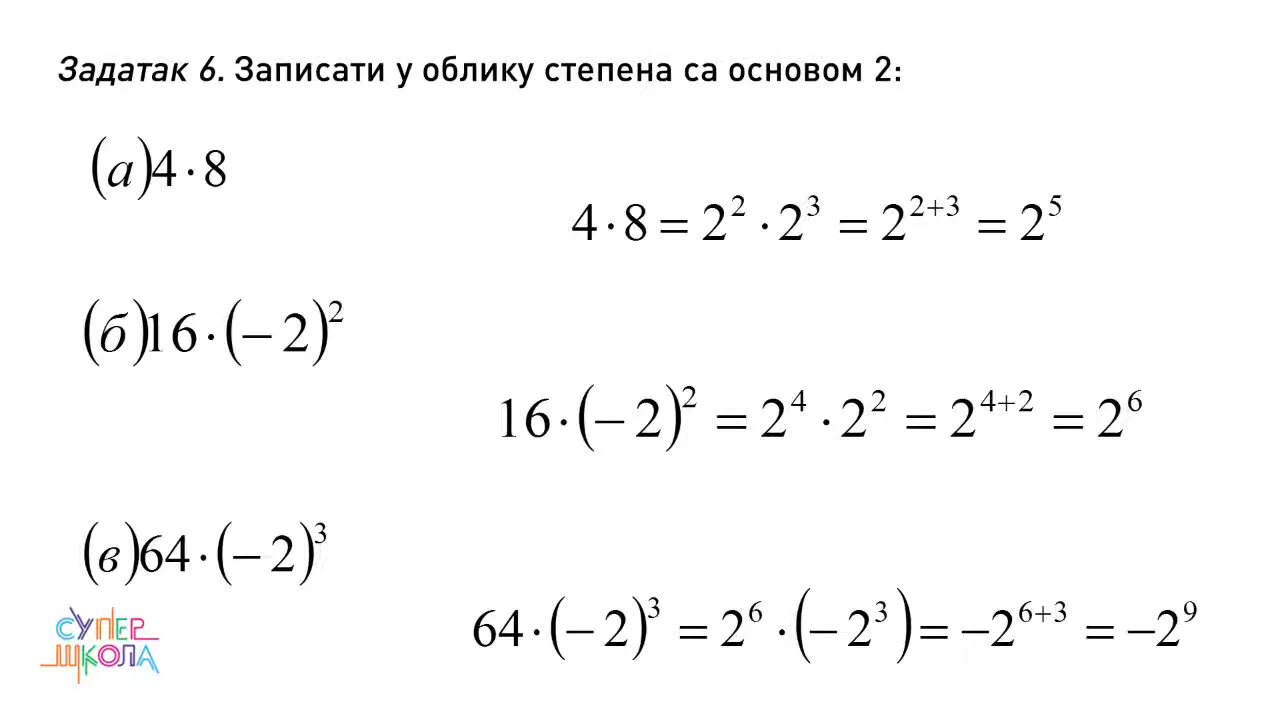 Задатак 6. Записати у облику степена са основом 2:
(а)4·8
4·8=2²·2³=2²⁺³=2⁵
(б)16·(−2)²
16·(−2)²=2⁴·2²=2⁴⁺²=2⁶
(в)64·(−2)³
64·(−2)³=2⁶·(−2³)=−2⁶⁺³=−2⁹
СУПЕР
ШКОЛА